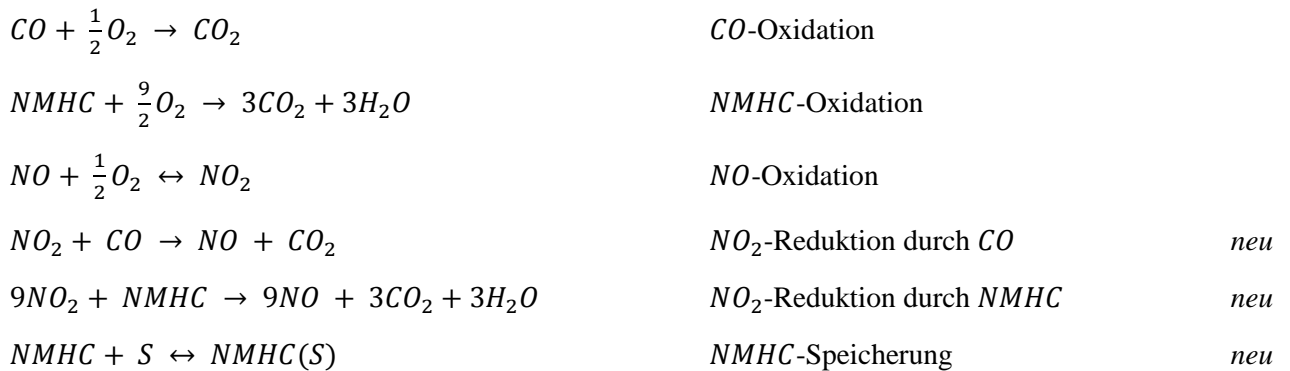 CO + 1/2 O₂ → CO₂ CO-Oxidation
NMHC + 9/2 O₂ → 3CO₂ + 3H₂O NMHC-Oxidation
NO + 1/2 O₂ ↔ NO₂ NO-Oxidation
NO₂ + CO → NO + CO₂ NO₂-Reduktion durch CO neu
9NO₂ + NMHC → 9NO + 3CO₂ + 3H₂O NO₂-Reduktion durch NMHC neu
NMHC + S ↔ NMHC(S) NMHC-Speicherung neu